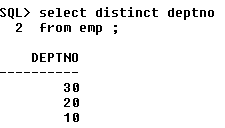 SQL> select distinct deptno
  2  from emp ;
    DEPTNO
----------
        30
        20
        10